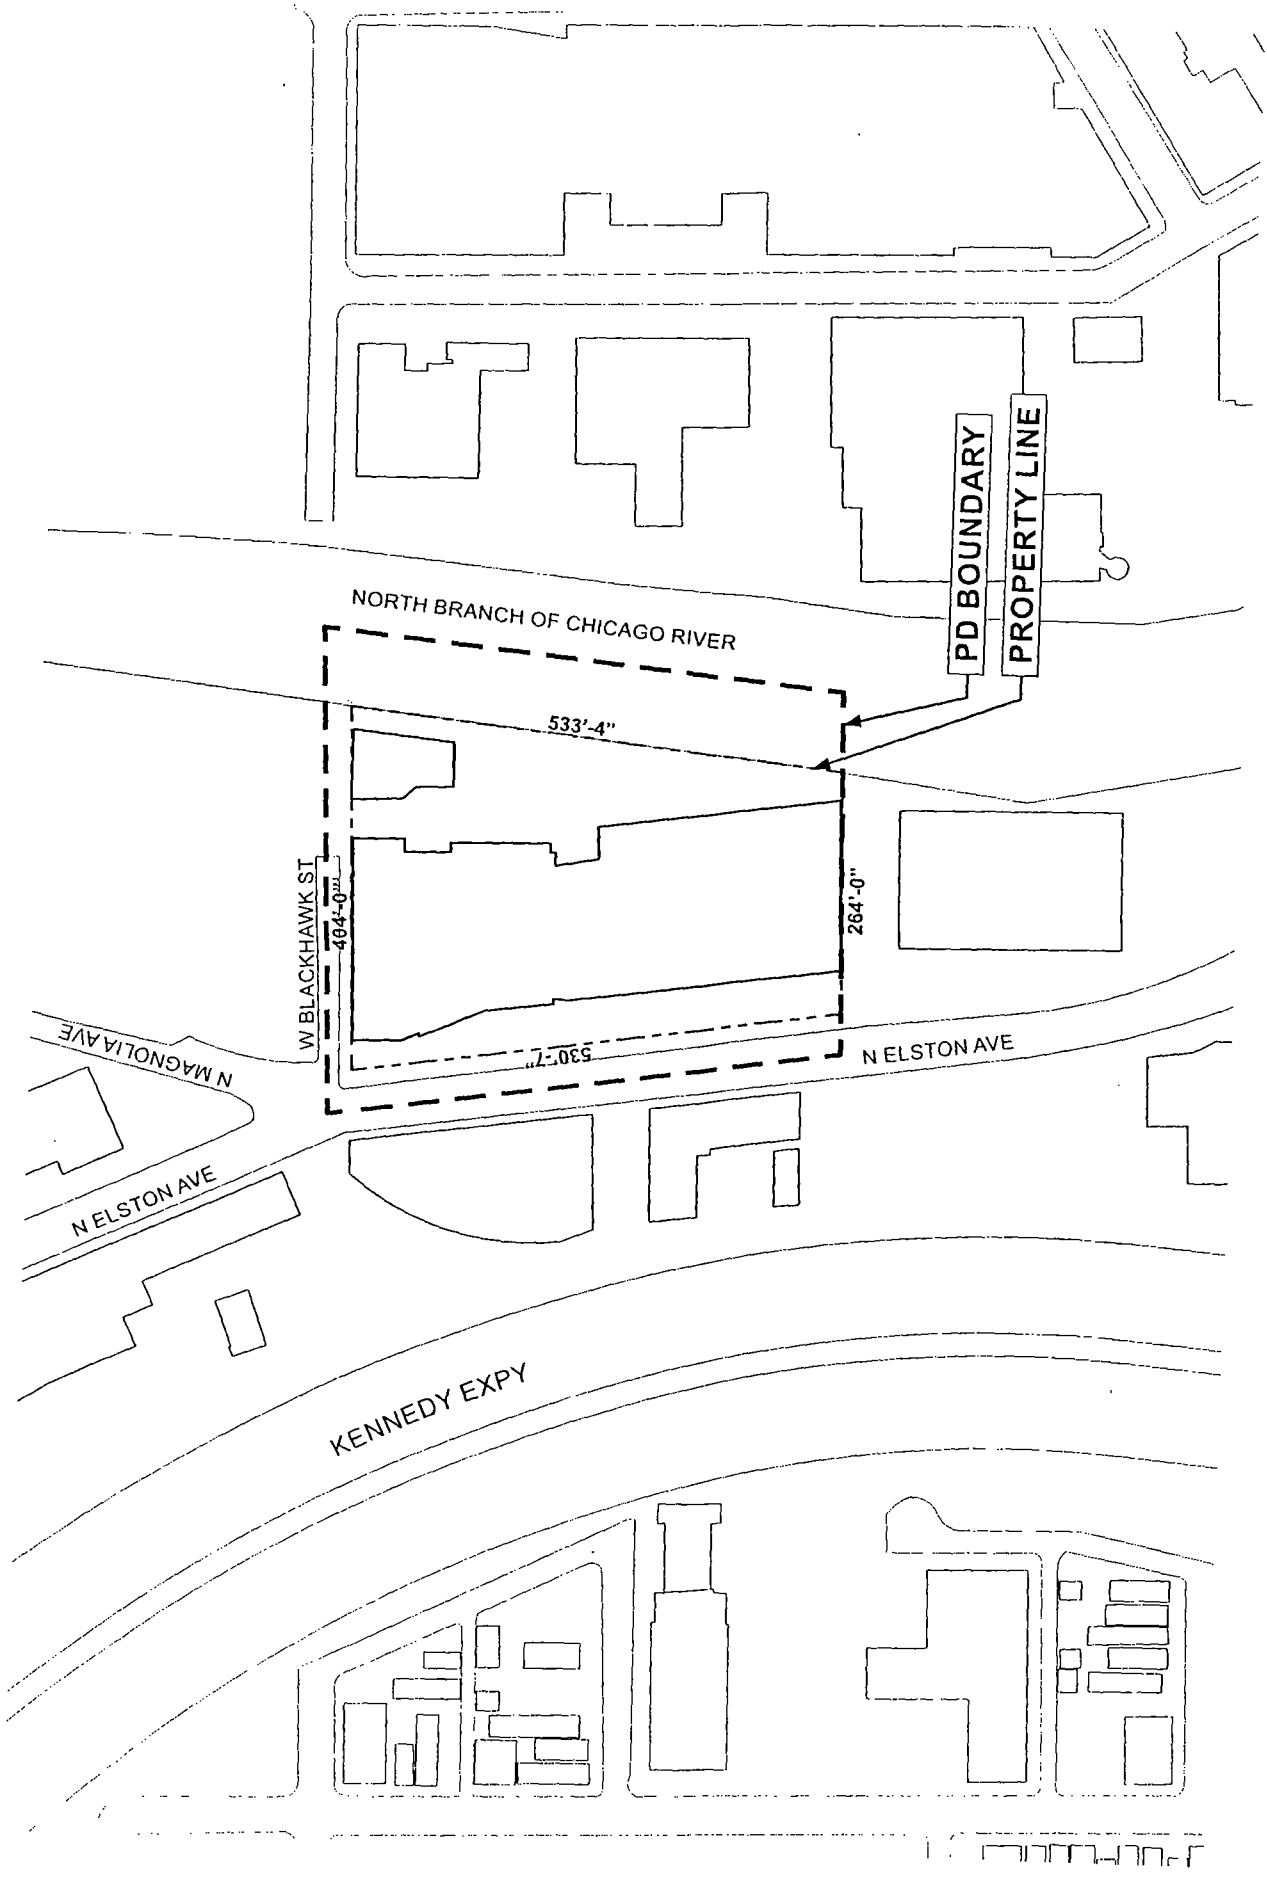 PD BOUNDARY
PROPERTY LINE
NORTH BRANCH OF CHICAGO RIVER
533'-4"
W BLACKHAWK ST
404'-0"
264'-0"
530'-7"
N MAGNOLIA AVE
N ELSTON AVE
N ELSTON AVE
KENNEDY EXPY